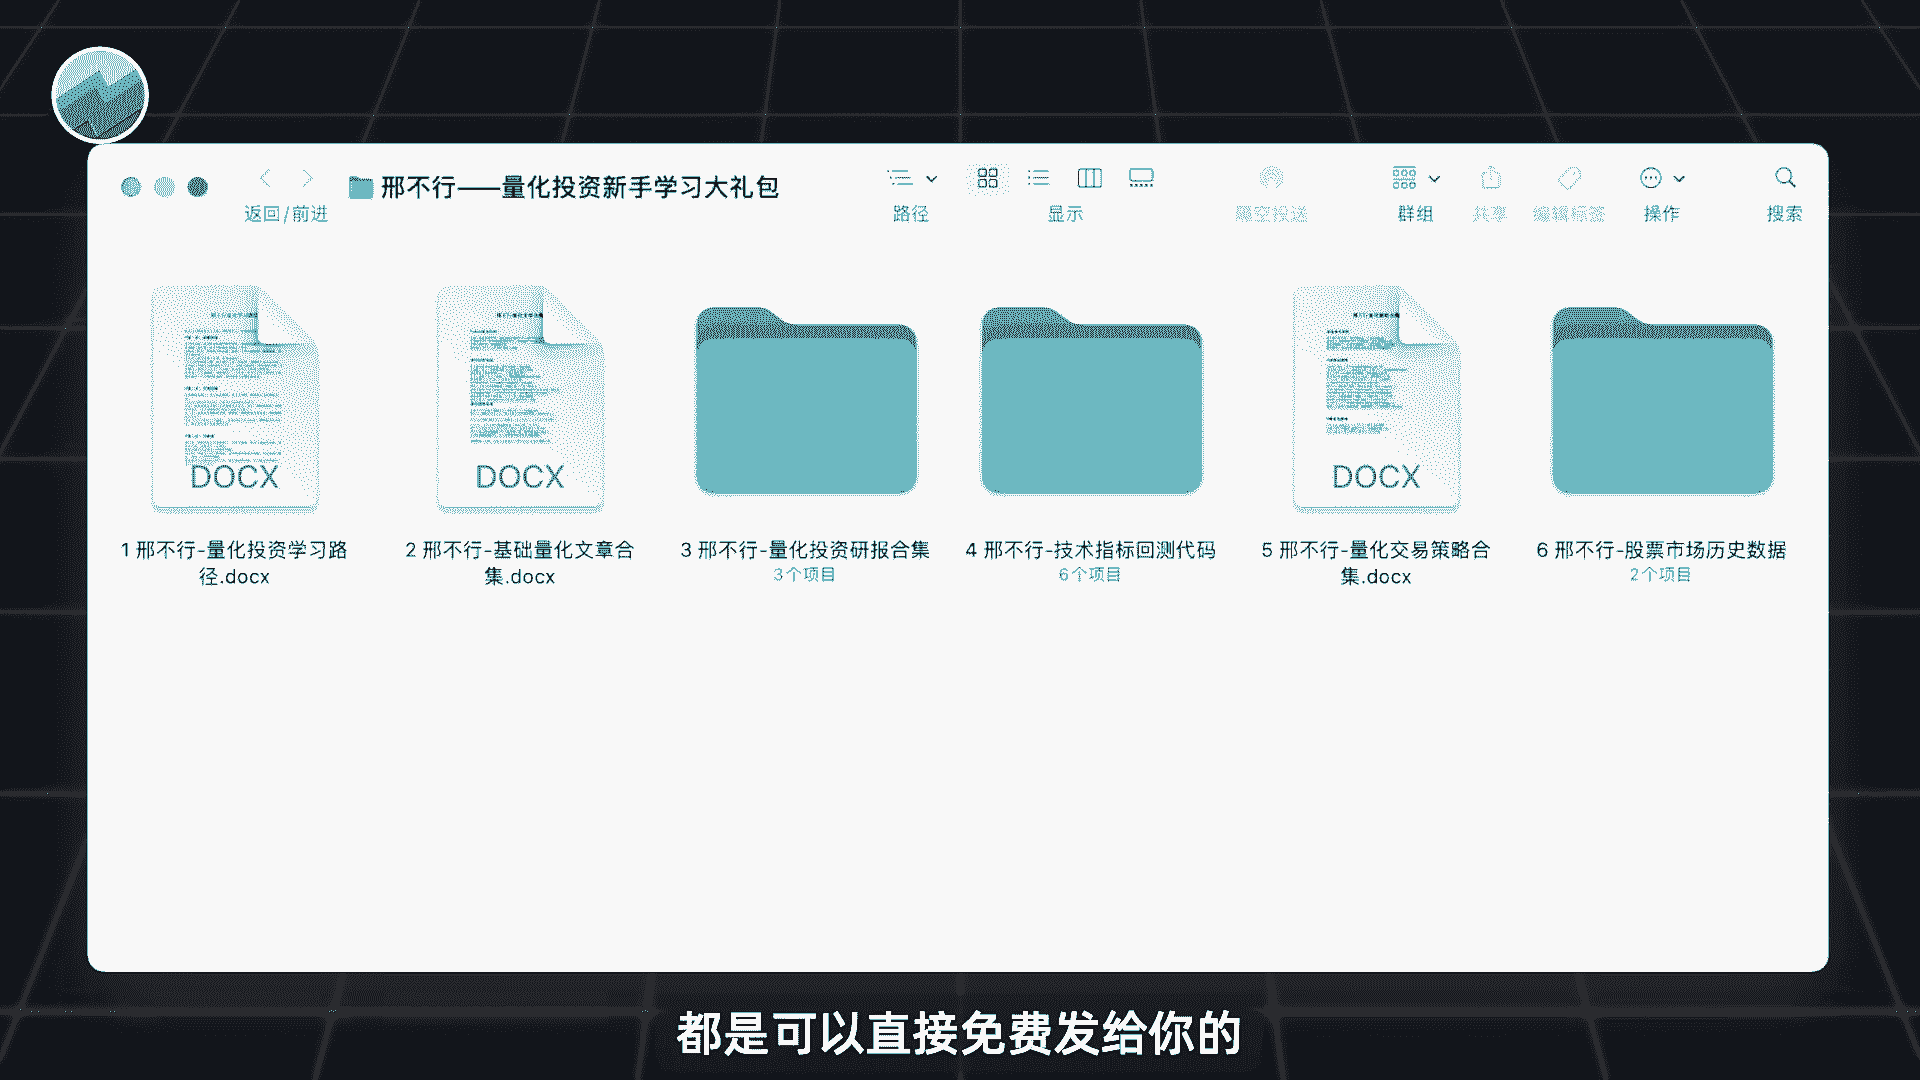 邢不行——量化投资新手学习大礼包
返回/前进
路径
显示
隔空投送
群组
共享
编辑标签
操作
搜索
DOCX
DOCX
DOCX
1 邢不行-量化投资学习路
径.docx
2 邢不行-基础量化文章合
集.docx
3 邢不行-量化投资研报合集
3个项目
4 邢不行-技术指标回测代码
6个项目
5 邢不行-量化交易策略合
集.docx
6 邢不行-股票市场历史数据
2个项目
都是可以直接免费发给你的